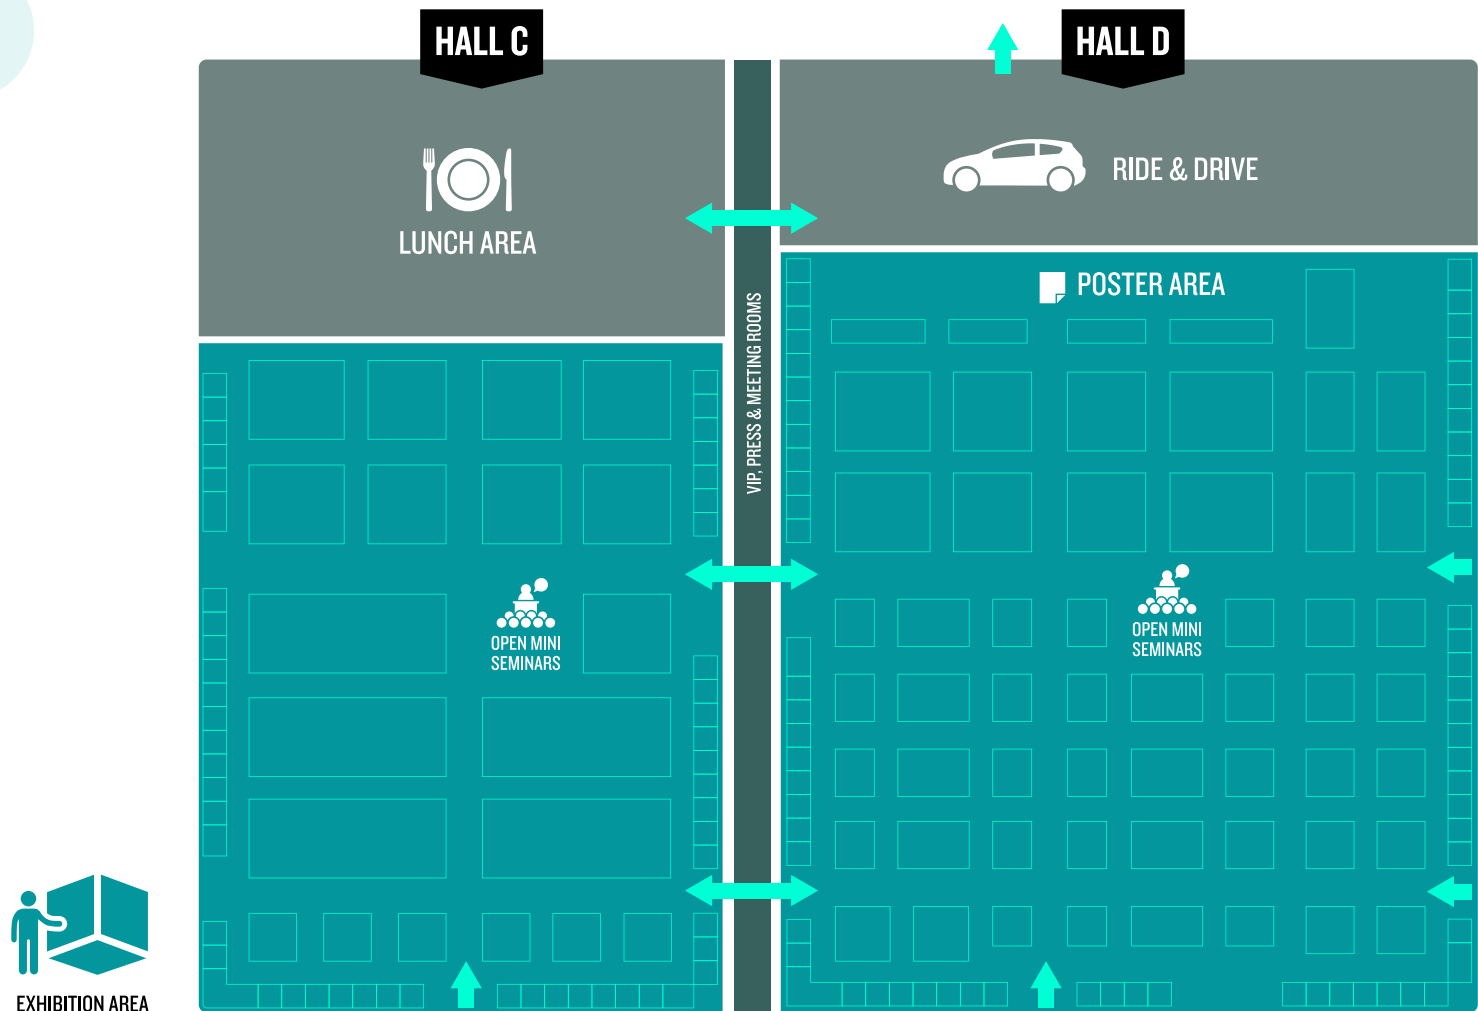 HALL C
HALL D
LUNCH AREA
RIDE & DRIVE
POSTER AREA
VIP, PRESS & MEETING ROOMS
OPEN MINI
SEMINARS
OPEN MINI
SEMINARS
EXHIBITION AREA